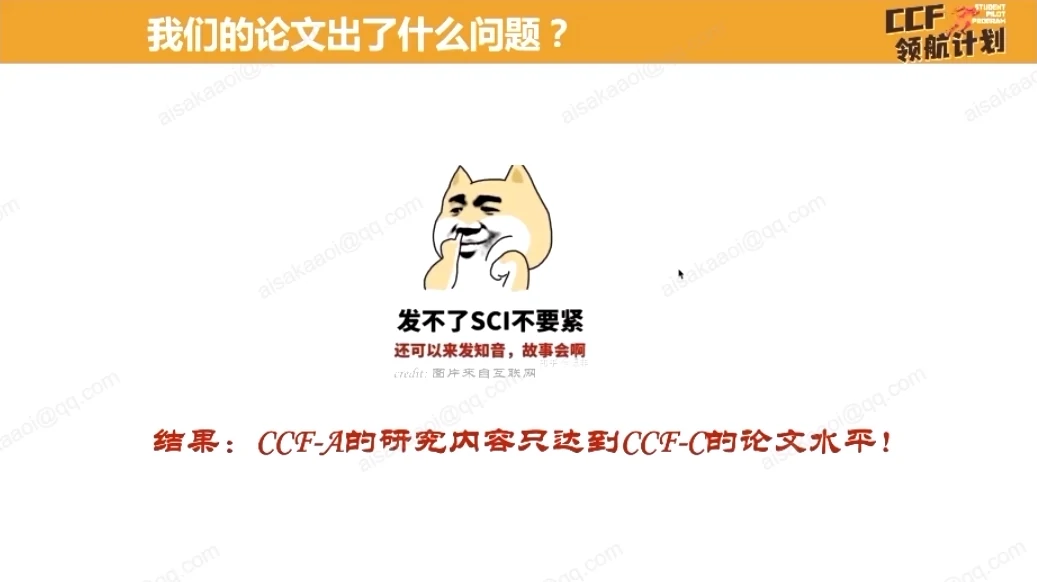 我们的论文出了什么问题？
CCF
STUDENT
PILOT
PROGRAM
领航计划
aisakaaoi@qq.com
发不了SCI不要紧
还可以来发知音，故事会啊
credit: 图片来自互联网
结果：CCF-A的研究内容只达到CCF-C的论文水平！